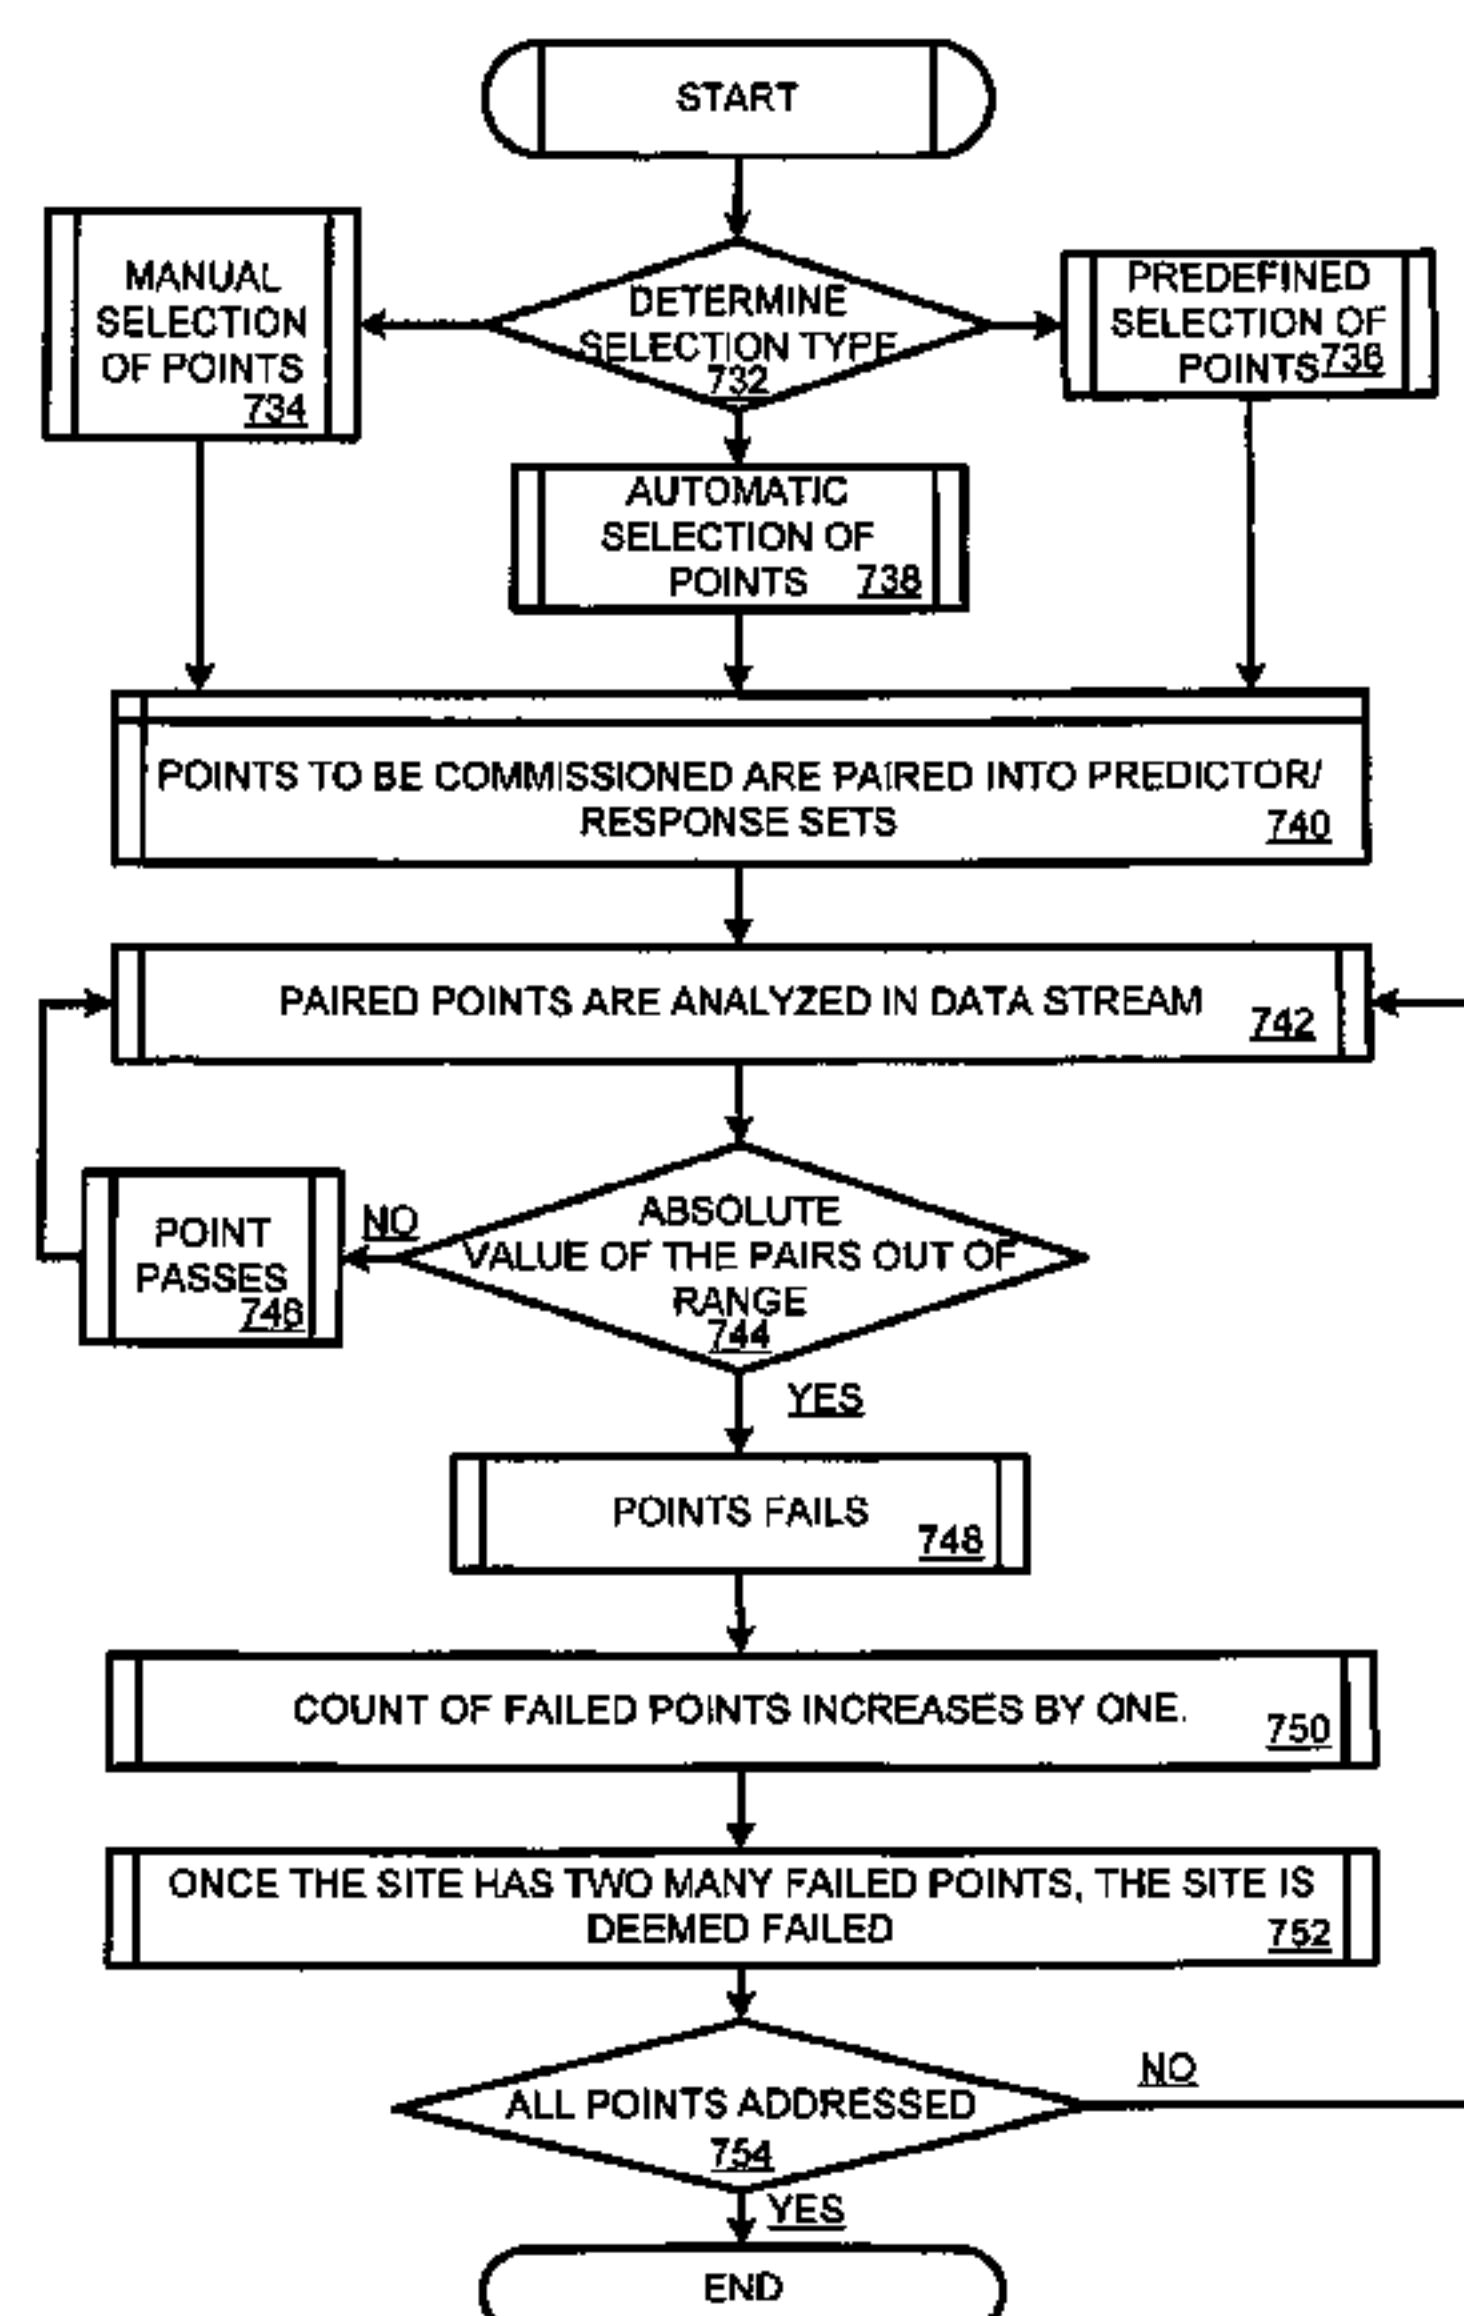 START
DETERMINE
SELECTION TYPE
732
MANUAL
SELECTION
OF POINTS
734
PREDEFINED
SELECTION OF
POINTS 736
AUTOMATIC
SELECTION OF
POINTS 738
POINTS TO BE COMMISSIONED ARE PAIRED INTO PREDICTOR/
RESPONSE SETS
740
PAIRED POINTS ARE ANALYZED IN DATA STREAM
742
ABSOLUTE
VALUE OF THE PAIRS OUT OF
RANGE
744
NO
POINT
PASSES
746
YES
POINTS FAILS
748
COUNT OF FAILED POINTS INCREASES BY ONE.
750
ONCE THE SITE HAS TWO MANY FAILED POINTS, THE SITE IS
DEEMED FAILED
752
ALL POINTS ADDRESSED
754
NO
YES
END